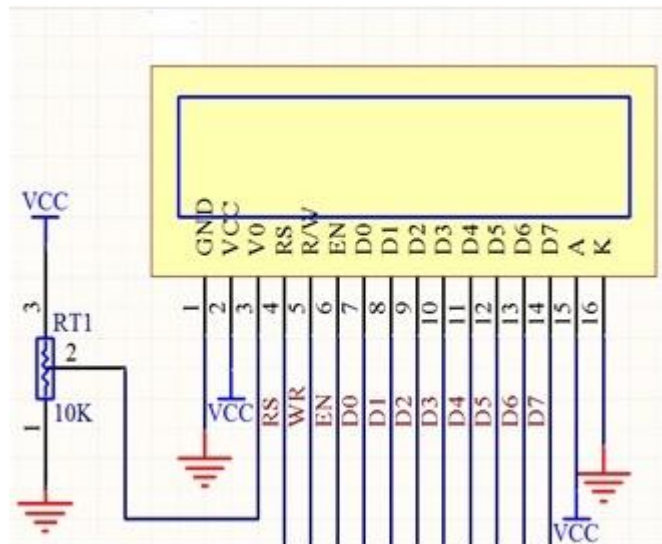 VCC
3
RT1
2
10K
1
GND
VCC
V0
RS
R/W
EN
D0
D1
D2
D3
D4
D5
D6
D7
A
K
1
2
3
4
5
6
7
8
9
10
11
12
13
14
15
16
VCC
RS
WR
EN
D0
D1
D2
D3
D4
D5
D6
D7
VCC